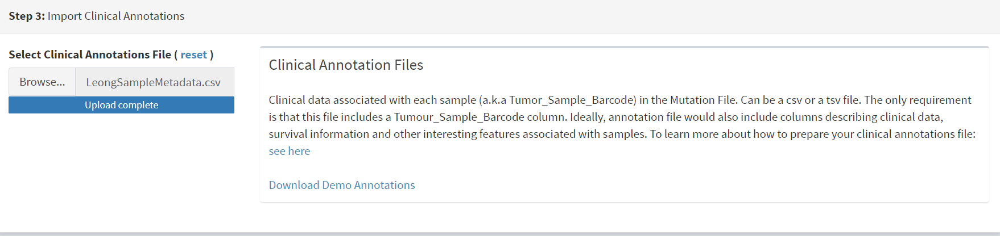 Step 3: Import Clinical Annotations
Select Clinical Annotations File ( reset )
Browse...
LeongSampleMetadata.csv
Upload complete
Clinical Annotation Files
Clinical data associated with each sample (a.k.a Tumor_Sample_Barcode) in the Mutation File. Can be a csv or a tsv file. The only requirement
is that this file includes a Tumour_Sample_Barcode column. Ideally, annotation file would also include columns describing clinical data,
survival information and other interesting features associated with samples. To learn more about how to prepare your clinical annotations file:
see here
Download Demo Annotations